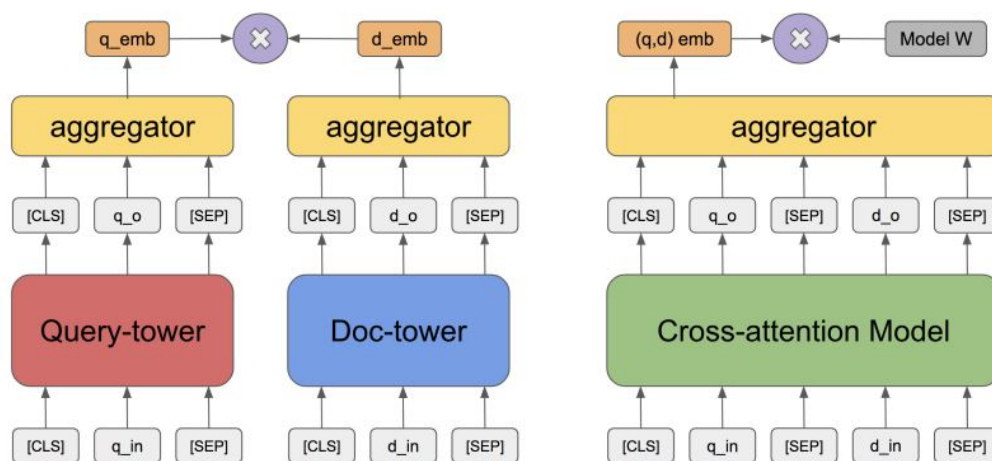 q_emb d_emb (q,d) emb Model W
aggregator aggregator aggregator
[CLS] q_o [SEP] [CLS] d_o [SEP] [CLS] q_o [SEP] d_o [SEP]
Query-tower Doc-tower Cross-attention Model
[CLS] q_in [SEP] [CLS] d_in [SEP] [CLS] q_in [SEP] d_in [SEP]